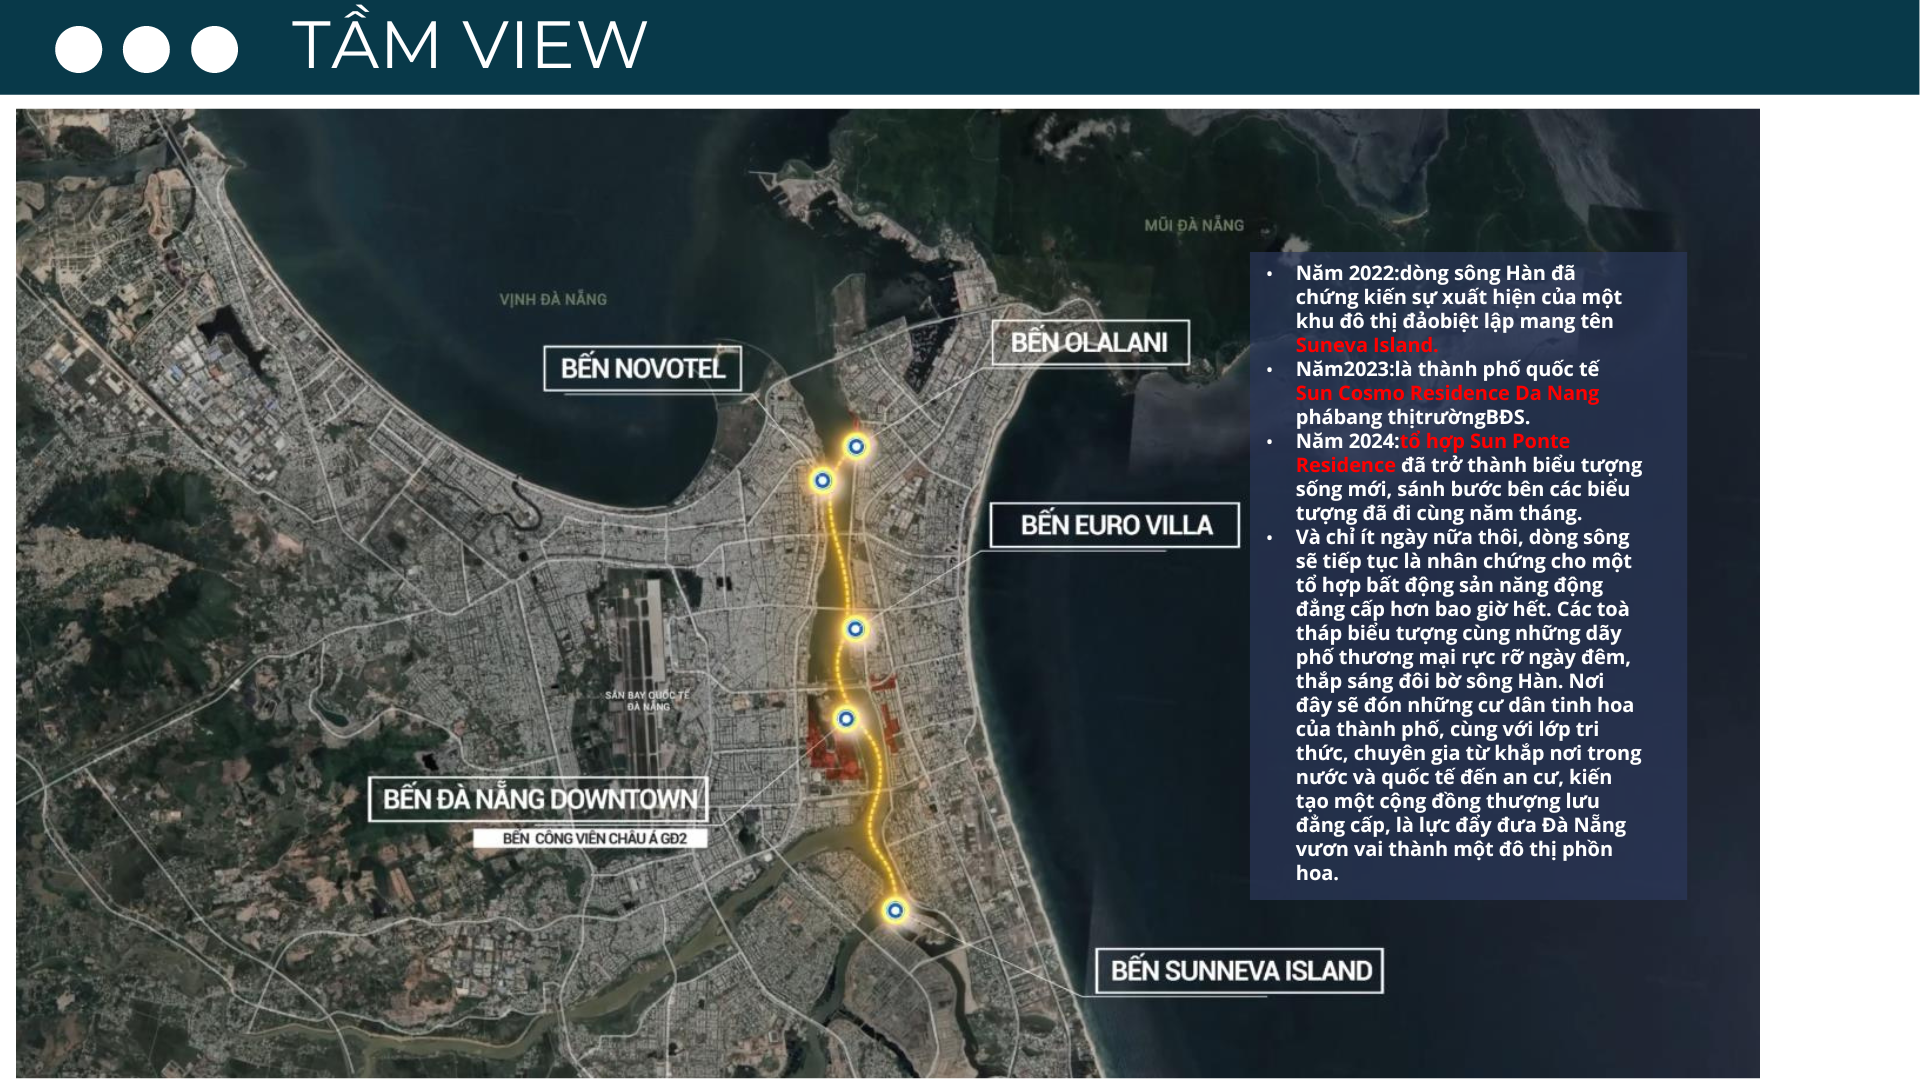 TẦM VIEW
MŨI ĐÀ NẴNG
VỊNH ĐÀ NẴNG
BẾN OLALANI
BẾN NOVOTEL
BẾN EURO VILLA
SÂN BAY QUỐC TẾ
ĐÀ NẴNG
BẾN ĐÀ NẴNG DOWNTOWN
BẾN CÔNG VIÊN CHÂU Á GĐ2
BẾN SUNNEVA ISLAND
• Năm 2022:dòng sông Hàn đã
chứng kiến sự xuất hiện của một
khu đô thị đảobiệt lập mang tên
Suneva Island.
• Năm2023:là thành phố quốc tế
Sun Cosmo Residence Da Nang
phábang thịtrườngBĐS.
• Năm 2024:tổ hợp Sun Ponte
Residence đã trở thành biểu tượng
sống mới, sánh bước bên các biểu
tượng đã đi cùng năm tháng.
• Và chỉ ít ngày nữa thôi, dòng sông
sẽ tiếp tục là nhân chứng cho một
tổ hợp bất động sản năng động
đẳng cấp hơn bao giờ hết. Các toà
tháp biểu tượng cùng những dãy
phố thương mại rực rỡ ngày đêm,
thắp sáng đôi bờ sông Hàn. Nơi
đây sẽ đón những cư dân tinh hoa
của thành phố, cùng với lớp tri
thức, chuyên gia từ khắp nơi trong
nước và quốc tế đến an cư, kiến
tạo một cộng đồng thượng lưu
đẳng cấp, là lực đẩy đưa Đà Nẵng
vươn vai thành một đô thị phồn
hoa.